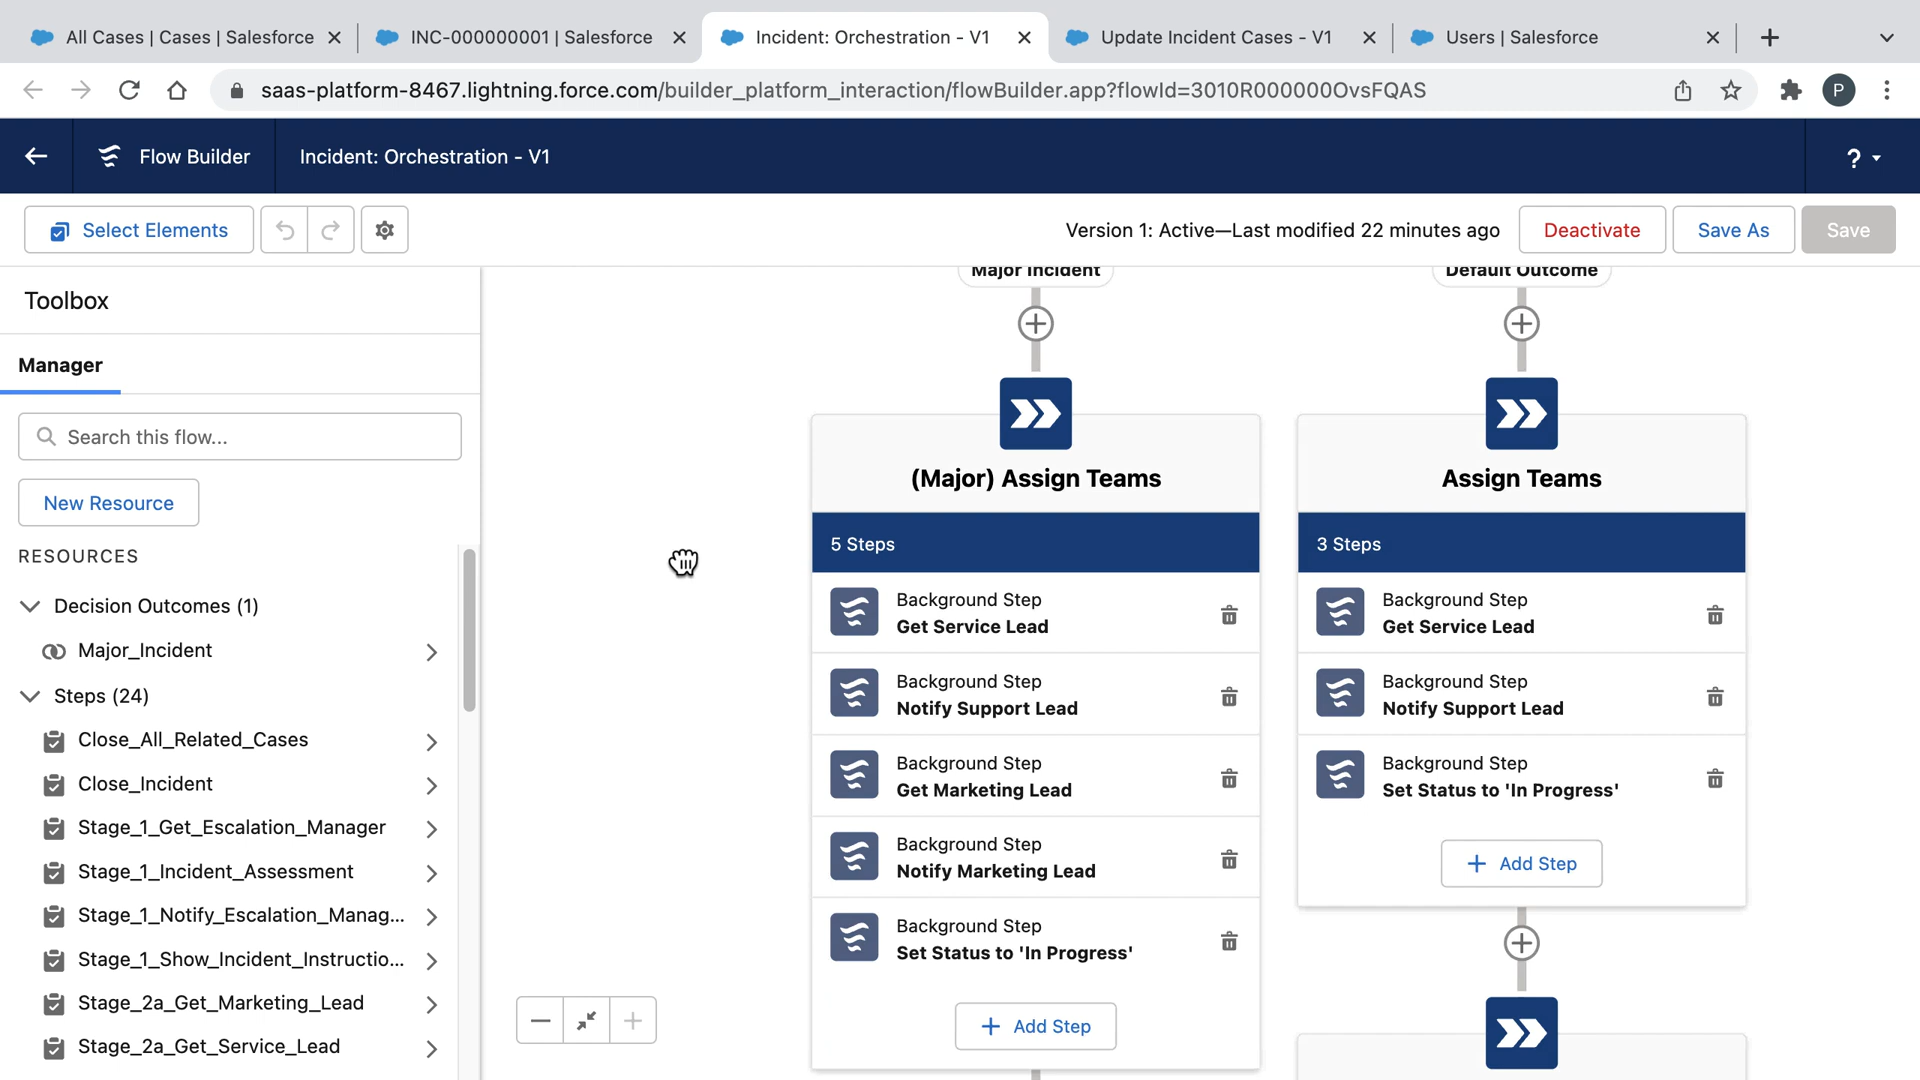 All Cases | Cases | Salesforce
INC-000000001 | Salesforce
Incident: Orchestration - V1
Update Incident Cases - V1
Users | Salesforce
saas-platform-8467.lightning.force.com/builder_platform_interaction/flowBuilder.app?flowId=3010R000000OvsFQAS
P
Flow Builder
Incident: Orchestration - V1
?
Select Elements
Version 1: Active—Last modified 22 minutes ago
Deactivate
Save As
Save
Toolbox
Manager
Search this flow...
New Resource
RESOURCES
Decision Outcomes (1)
Major_Incident
Steps (24)
Close_All_Related_Cases
Close_Incident
Stage_1_Get_Escalation_Manager
Stage_1_Incident_Assessment
Stage_1_Notify_Escalation_Manag...
Stage_1_Show_Incident_Instructio...
Stage_2a_Get_Marketing_Lead
Stage_2a_Get_Service_Lead
Major Incident
(Major) Assign Teams
5 Steps
Background Step
Get Service Lead
Background Step
Notify Support Lead
Background Step
Get Marketing Lead
Background Step
Notify Marketing Lead
Background Step
Set Status to 'In Progress'
Add Step
Default Outcome
Assign Teams
3 Steps
Background Step
Get Service Lead
Background Step
Notify Support Lead
Background Step
Set Status to 'In Progress'
Add Step